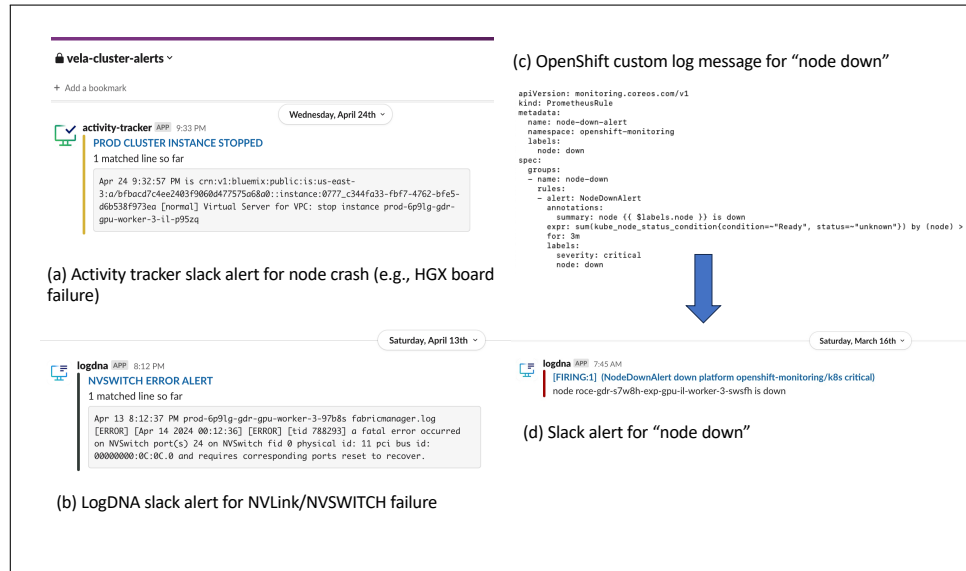 vela-cluster-alerts
+ Add a bookmark
Wednesday, April 24th
activity-tracker APP 9:33 PM
PROD CLUSTER INSTANCE STOPPED
1 matched line so far
Apr 24 9:32:57 PM is crn:v1:bluemix:public:is:us-east-
3:a/bfbacd7c4ee2403f9060d477575a68a0::instance:0777_c344fa33-fbf7-4762-bfe5-
d6b538f973ea [normal] Virtual Server for VPC: stop instance prod-6p9lg-gdr-
gpu-worker-3-il-p95zq
(a) Activity tracker slack alert for node crash (e.g., HGX board
failure)
Saturday, April 13th
logdna APP 8:12 PM
NVSWITCH ERROR ALERT
1 matched line so far
Apr 13 8:12:37 PM prod-6p9lg-gdr-gpu-worker-3-97b8s fabricmanager.log
[ERROR] [Apr 14 2024 00:12:36] [ERROR] [tid 788293] a fatal error occurred
on NVSwitch port(s) 24 on NVSwitch fid 0 physical id: 11 pci bus id:
00000000:0C:0C.0 and requires corresponding ports reset to recover.
(b) LogDNA slack alert for NVLink/NVSWITCH failure
(c) OpenShift custom log message for “node down”
apiVersion: monitoring.coreos.com/v1
kind: PrometheusRule
metadata:
  name: node-down-alert
  namespace: openshift-monitoring
  labels:
    node: down
spec:
  groups:
  - name: node-down
    rules:
    - alert: NodeDownAlert
      annotations:
        summary: node {{ $labels.node }} is down
      expr: sum(kube_node_status_condition{condition=~"Ready", status=~"unknown"}) by (node) >
      for: 3m
      labels:
        severity: critical
        node: down
Saturday, March 16th
logdna APP 7:45 AM
[FIRING:1] (NodeDownAlert down platform openshift-monitoring/k8s critical)
node roce-gdr-s7w8h-exp-gpu-il-worker-3-swsfh is down
(d) Slack alert for “node down”